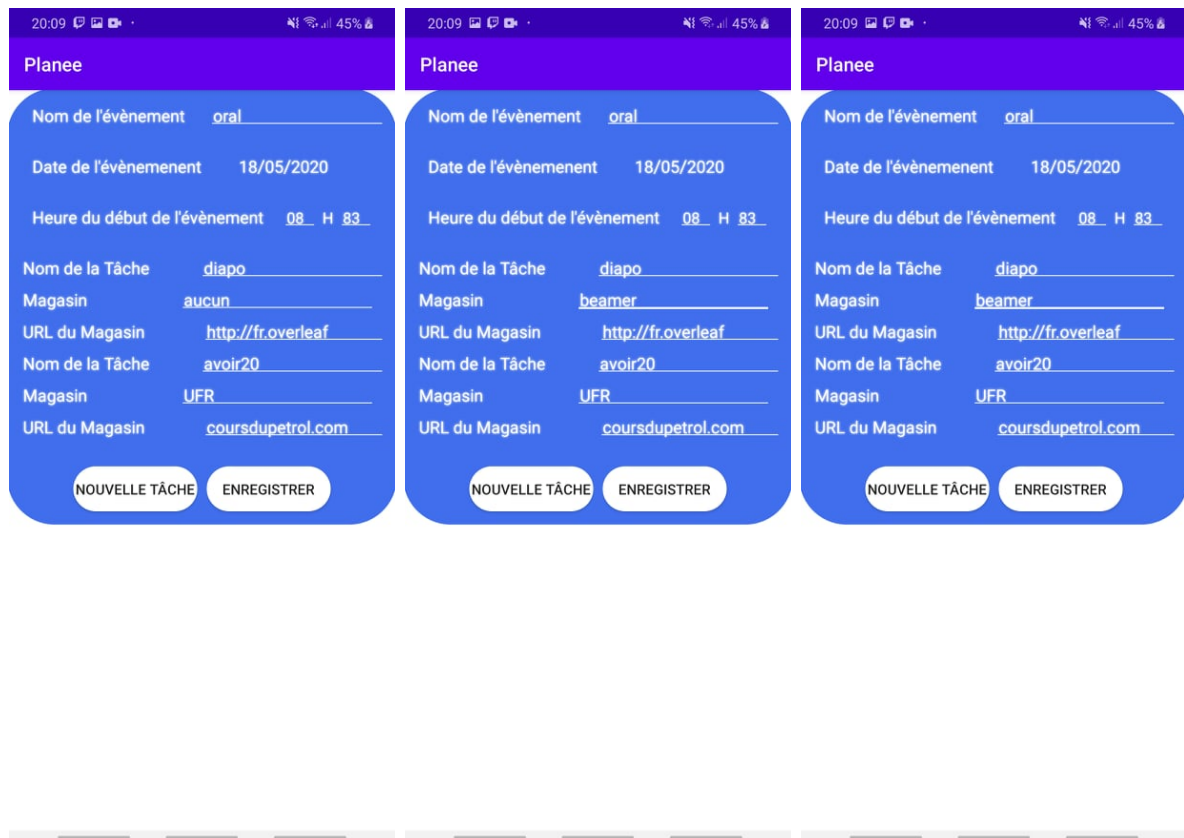 20:09 45%
Planee
Nom de l'évènement oral
Date de l'évènemenent 18/05/2020
Heure du début de l'évènement 08 H 83
Nom de la Tâche diapo
Magasin aucun
URL du Magasin http://fr.overleaf
Nom de la Tâche avoir20
Magasin UFR
URL du Magasin coursdupetrol.com
NOUVELLE TÂCHE ENREGISTRER
20:09 45%
Planee
Nom de l'évènement oral
Date de l'évènemenent 18/05/2020
Heure du début de l'évènement 08 H 83
Nom de la Tâche diapo
Magasin beamer
URL du Magasin http://fr.overleaf
Nom de la Tâche avoir20
Magasin UFR
URL du Magasin coursdupetrol.com
NOUVELLE TÂCHE ENREGISTRER
20:09 45%
Planee
Nom de l'évènement oral
Date de l'évènemenent 18/05/2020
Heure du début de l'évènement 08 H 83
Nom de la Tâche diapo
Magasin beamer
URL du Magasin http://fr.overleaf
Nom de la Tâche avoir20
Magasin UFR
URL du Magasin coursdupetrol.com
NOUVELLE TÂCHE ENREGISTRER